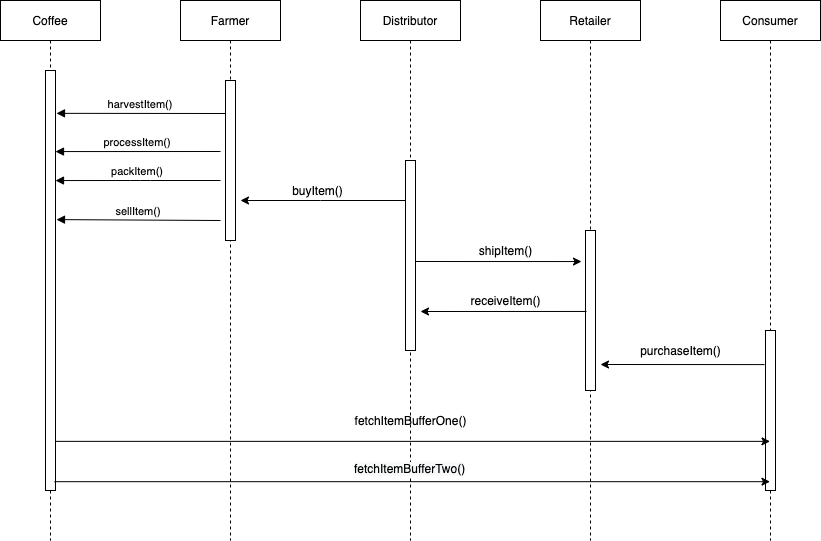 Coffee
Farmer
Distributor
Retailer
Consumer
harvestItem()
processItem()
packItem()
buyItem()
sellItem()
shipItem()
receiveItem()
purchaseItem()
fetchItemBufferOne()
fetchItemBufferTwo()